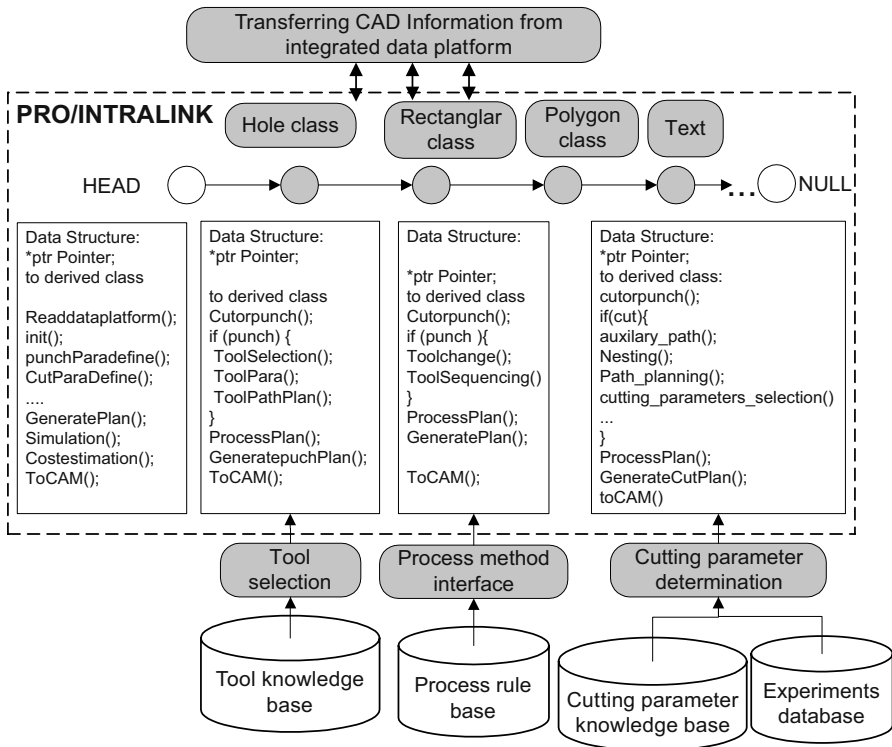 Transferring CAD Information from
integrated data platform
PRO/INTRALINK
Hole class
Rectanglar
class
Polygon
class
Text
HEAD
...
NULL
Data Structure:
*ptr Pointer;
to derived class
Readdataplatform();
init();
punchParadefine();
CutParaDefine();
....
GeneratePlan();
Simulation();
Costestimation();
ToCAM();
Data Structure:
*ptr Pointer;
to derived class
Cutorpunch();
if (punch) {
ToolSelection();
ToolPara();
ToolPathPlan();
}
ProcessPlan();
GeneratepuchPlan();
ToCAM();
Data Structure:
*ptr Pointer;
to derived class
Cutorpunch();
if (punch ){
Toolchange();
ToolSequencing()
}
ProcessPlan();
GeneratePlan();
ToCAM();
Data Structure:
*ptr Pointer;
to derived class:
cutorpunch();
if(cut){
auxilary_path();
Nesting();
Path_planning();
cutting_parameters_selection()
...
}
ProcessPlan();
GenerateCutPlan();
toCAM()
Tool
selection
Process method
interface
Cutting parameter
determination
Tool knowledge
base
Process rule
base
Cutting parameter
knowledge base
Experiments
database